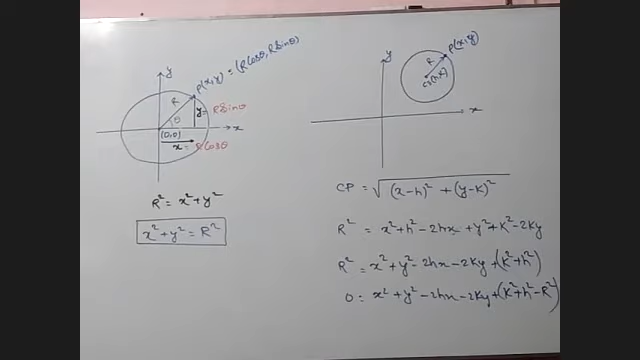 y
P(x,y) = (R Cosθ, R Sinθ)
R
θ
y = R Sinθ
(0,0)
x
x = R Cosθ
R² = x² + y²
x² + y² = R²
y
P(x,y)
R
C(h,k)
x
CP = √(x-h)² + (y-k)²
R² = x² + h² - 2hx + y² + k² - 2ky
R² = x² + y² - 2hx - 2ky + (k² + h²)
0 = x² + y² - 2hx - 2ky + (k² + h² - R²)